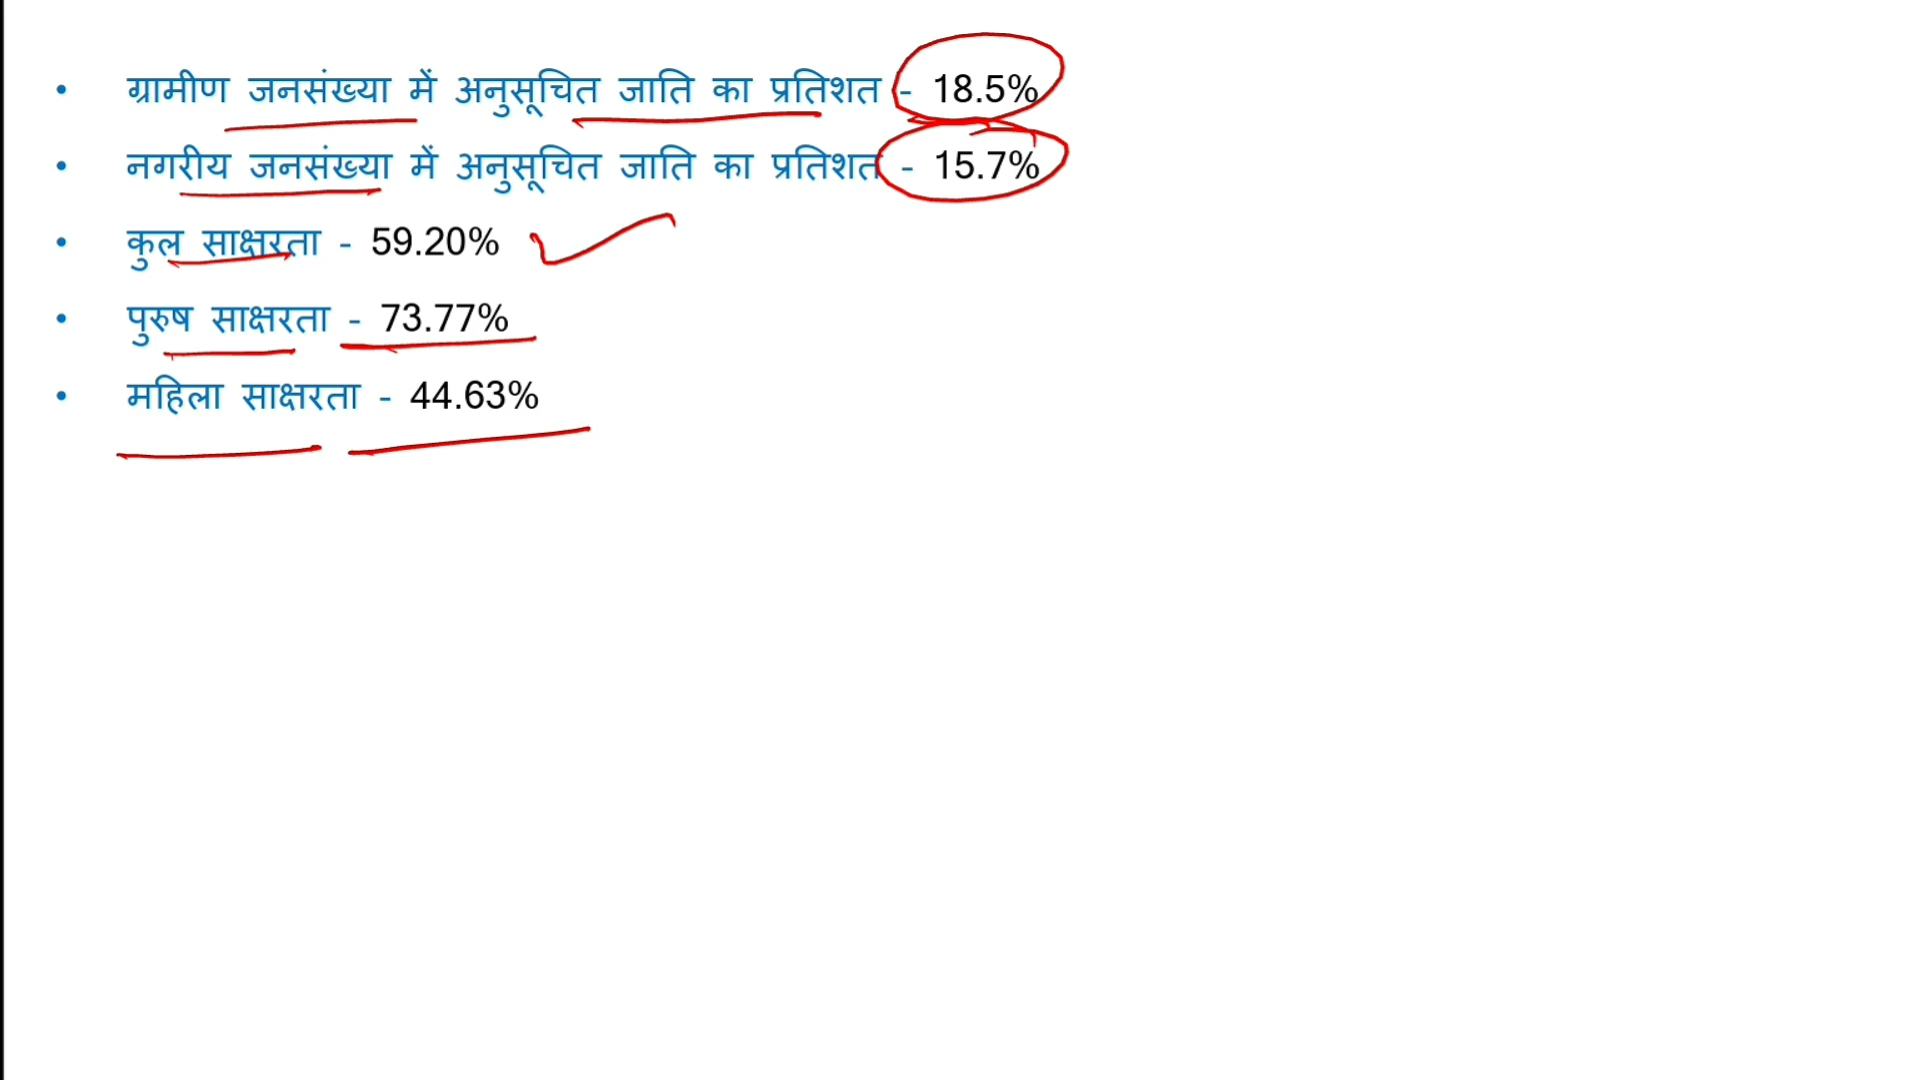 • ग्रामीण जनसंख्या में अनुसूचित जाति का प्रतिशत - 18.5%
• नगरीय जनसंख्या में अनुसूचित जाति का प्रतिशत - 15.7%
• कुल साक्षरता - 59.20%
• पुरुष साक्षरता - 73.77%
• महिला साक्षरता - 44.63%